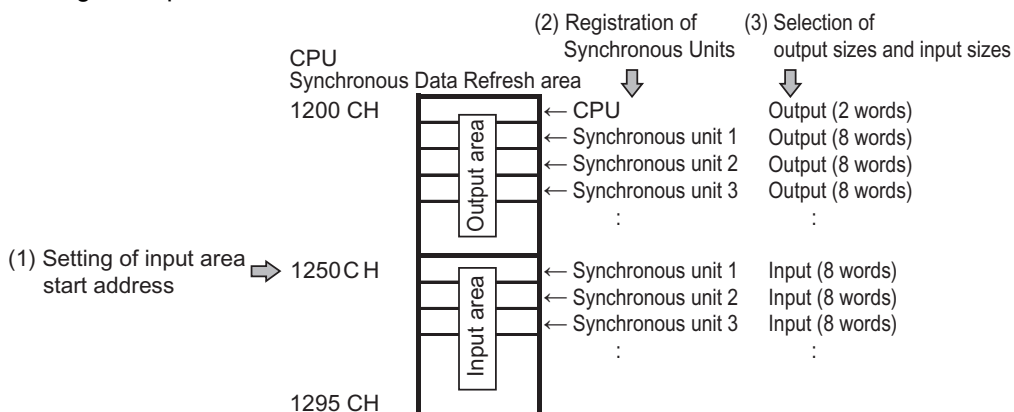 (2) Registration of
Synchronous Units
(3) Selection of
output sizes and input sizes
CPU
Synchronous Data Refresh area
1200 CH
← CPU Output (2 words)
← Synchronous unit 1 Output (8 words)
← Synchronous unit 2 Output (8 words)
← Synchronous unit 3 Output (8 words)
: :
Output area
(1) Setting of input area
start address
1250 CH
← Synchronous unit 1 Input (8 words)
← Synchronous unit 2 Input (8 words)
← Synchronous unit 3 Input (8 words)
: :
Input area
1295 CH